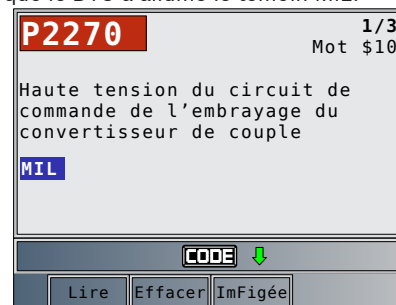 que le DTC a allumé le témoin MIL.
P2270
1/3
Mot $10
Haute tension du circuit de
commande de l’embrayage du
convertisseur de couple
MIL
CODE
Lire Effacer ImFigée